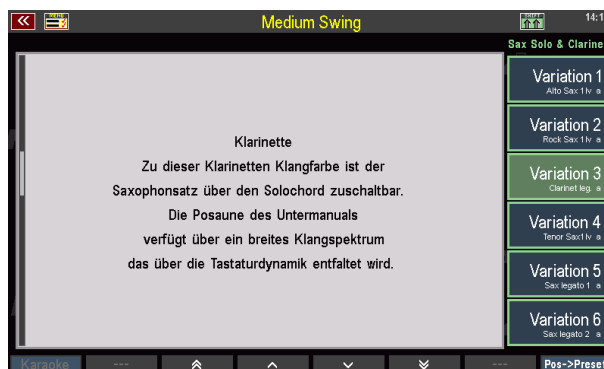 MENU
Medium Swing
SHIFT
14:1
Sax Solo & Clarine
Klarinette
Zu dieser Klarinetten Klangfarbe ist der
Saxophonsatz über den Solochord zuschaltbar.
Die Posaune des Untermanuals
verfügt über ein breites Klangspektrum
das über die Tastaturdynamik entfaltet wird.
Variation 1
Alto Sax 1 lv a
Variation 2
Rock Sax 1 lv a
Variation 3
Clarinet leg. a
Variation 4
Tenor Sax1 lv a
Variation 5
Sax legato 1 a
Variation 6
Sax legato 2 a
Karaoke --- --- Pos->Preset